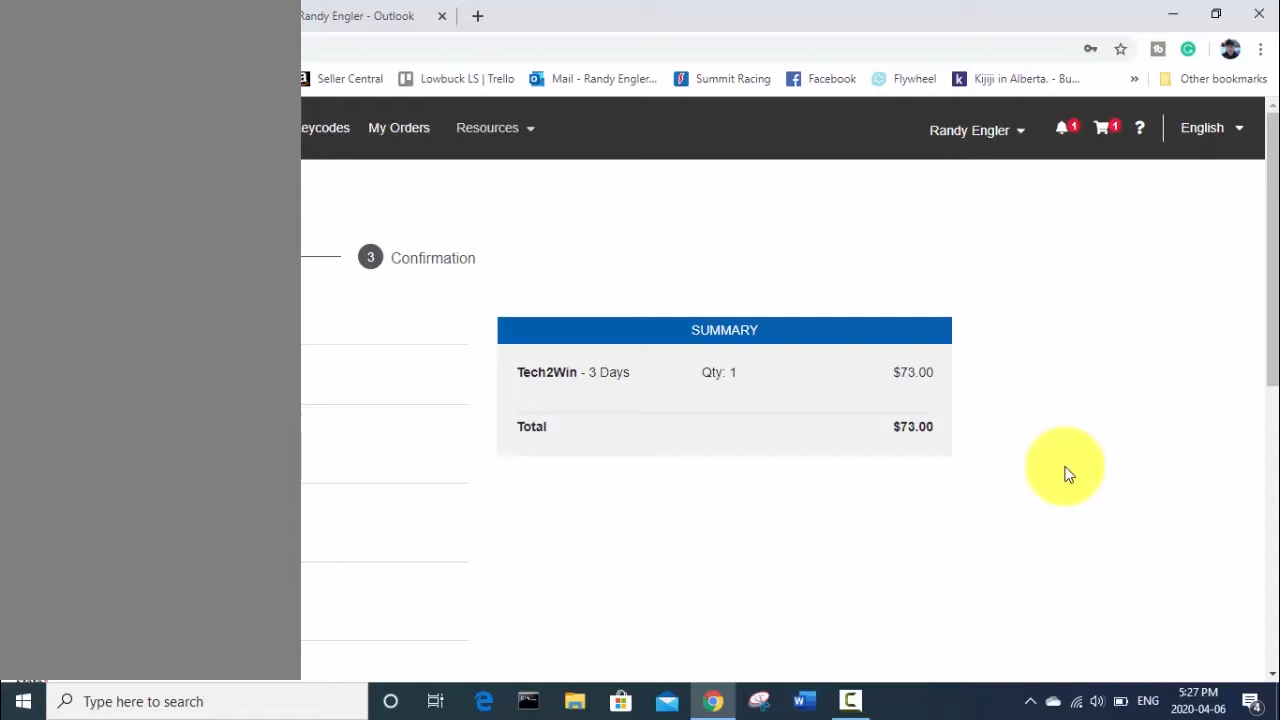 Randy Engler - Outlook
Seller Central
Lowbuck LS | Trello
Mail - Randy Engler...
Summit Racing
Facebook
Flywheel
Kijiji in Alberta. - Bu...
»
Other bookmarks
eycodes
My Orders
Resources
Randy Engler
1
1
?
English
3 Confirmation
SUMMARY
Tech2Win - 3 Days Qty: 1 $73.00
Total $73.00
Type here to search
ENG
5:27 PM
2020-04-06
4